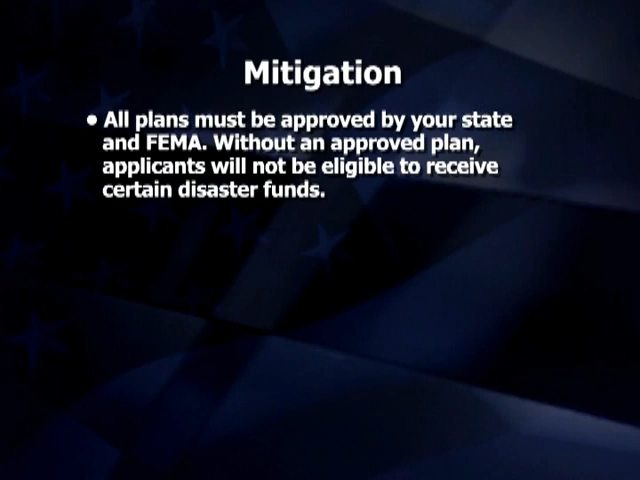 Mitigation
• All plans must be approved by your state
and FEMA. Without an approved plan,
applicants will not be eligible to receive
certain disaster funds.